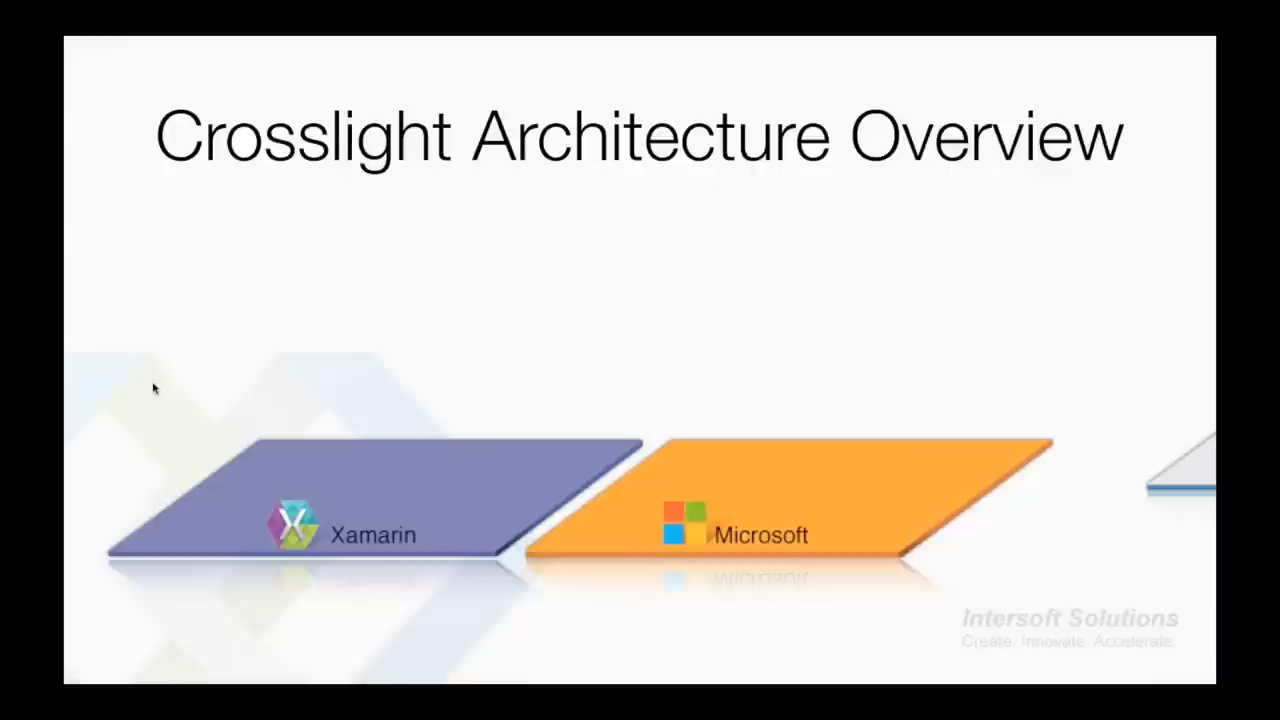 Crosslight Architecture Overview
Xamarin
Microsoft
Intersoft Solutions
Create Innovate Accelerate